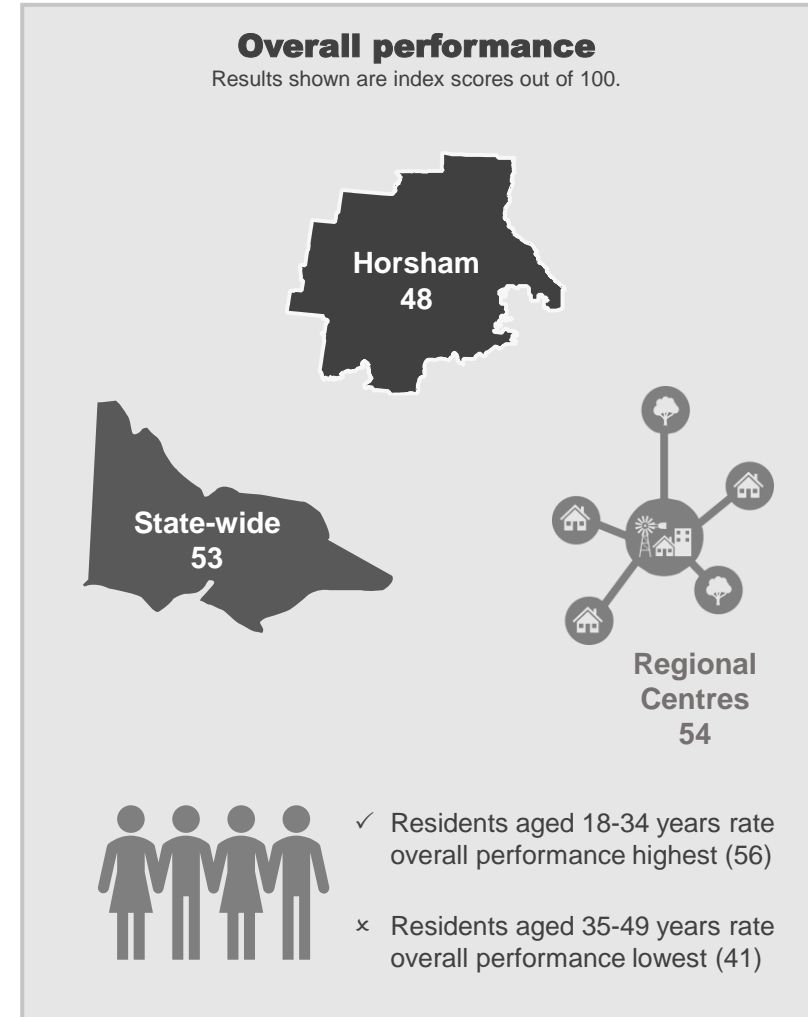 Overall performance
Results shown are index scores out of 100.
Horsham
48
State-wide
53
Regional
Centres
54
✓ Residents aged 18-34 years rate
overall performance highest (56)
× Residents aged 35-49 years rate
overall performance lowest (41)